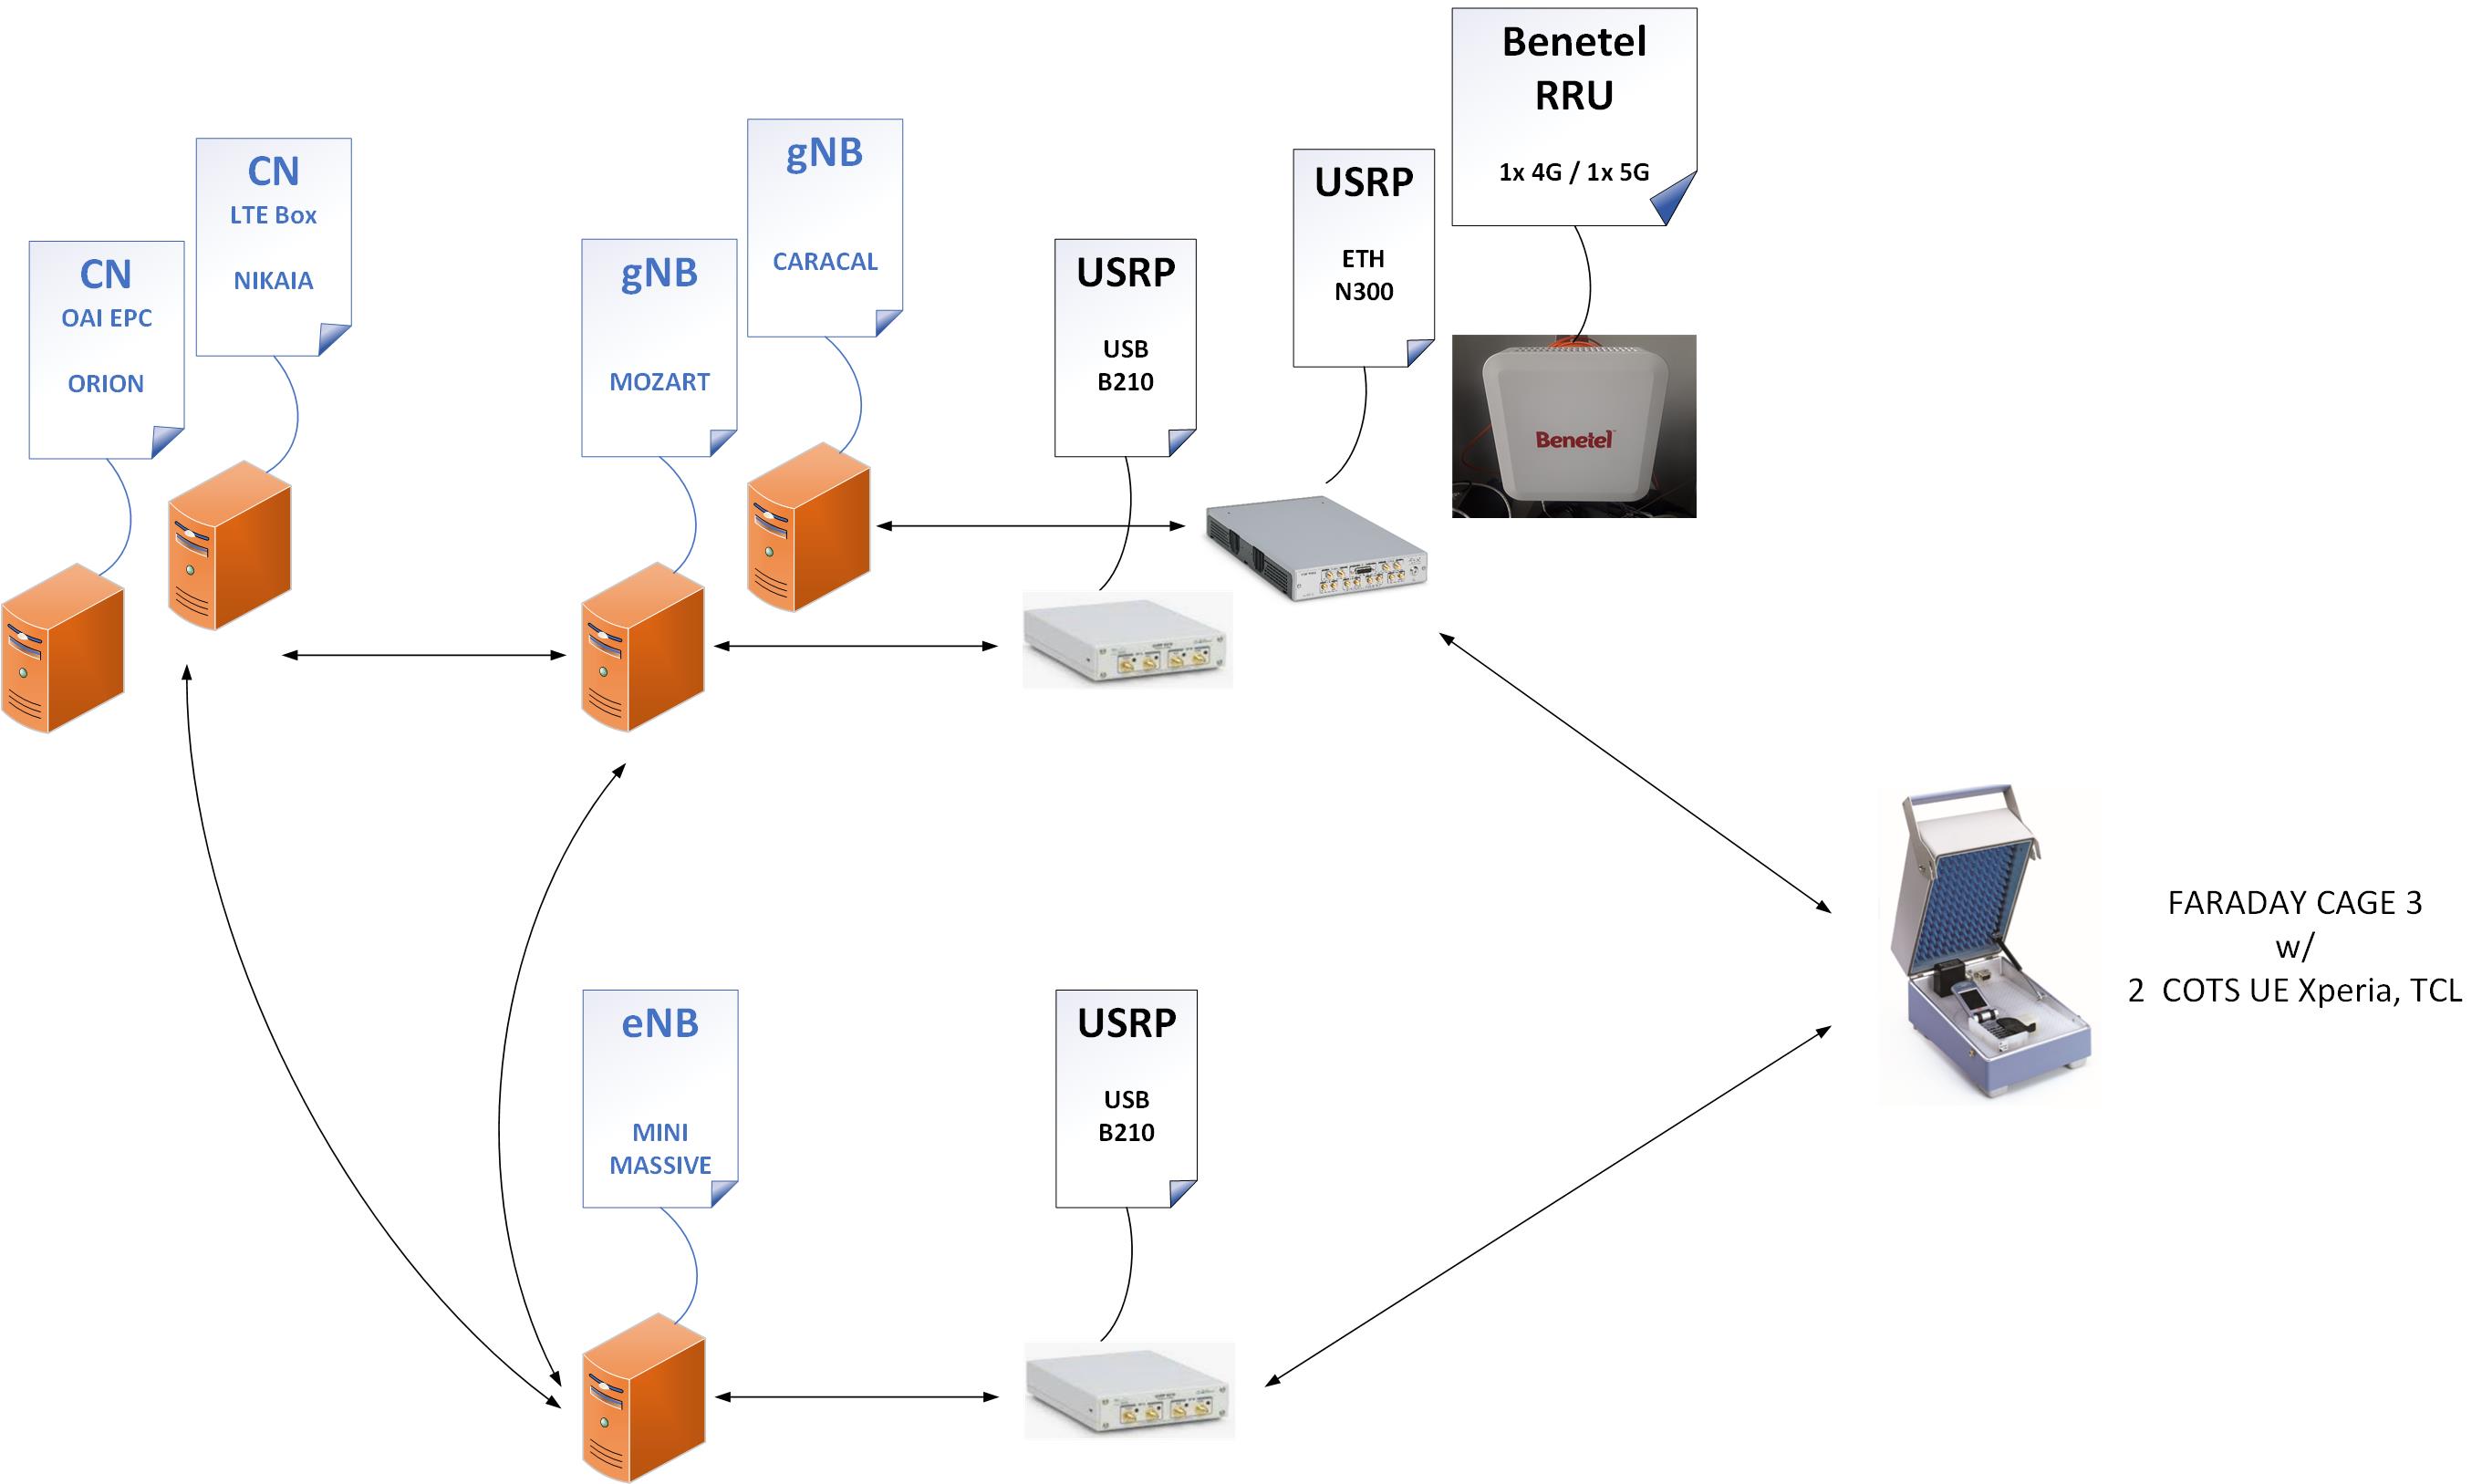 Benetel
RRU
1x 4G / 1x 5G
gNB
CARACAL
CN
LTE Box
NIKAIA
USRP
ETH
N300
CN
OAI EPC
ORION
gNB
MOZART
USRP
USB
B210
Benetel
FARADAY CAGE 3
w/
2 COTS UE Xperia, TCL
eNB
MINI
MASSIVE
USRP
USB
B210